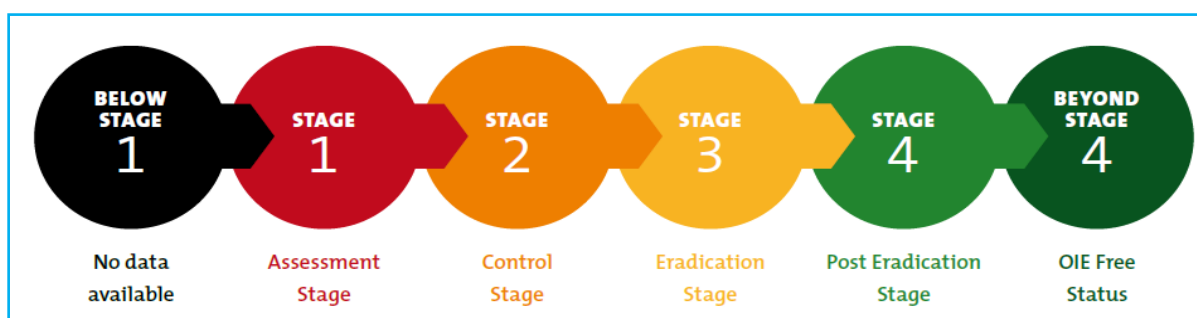 BELOW
STAGE
1
STAGE
1
STAGE
2
STAGE
3
STAGE
4
BEYOND
STAGE
4
No data
available
Assessment
Stage
Control
Stage
Eradication
Stage
Post Eradication
Stage
OIE Free
Status